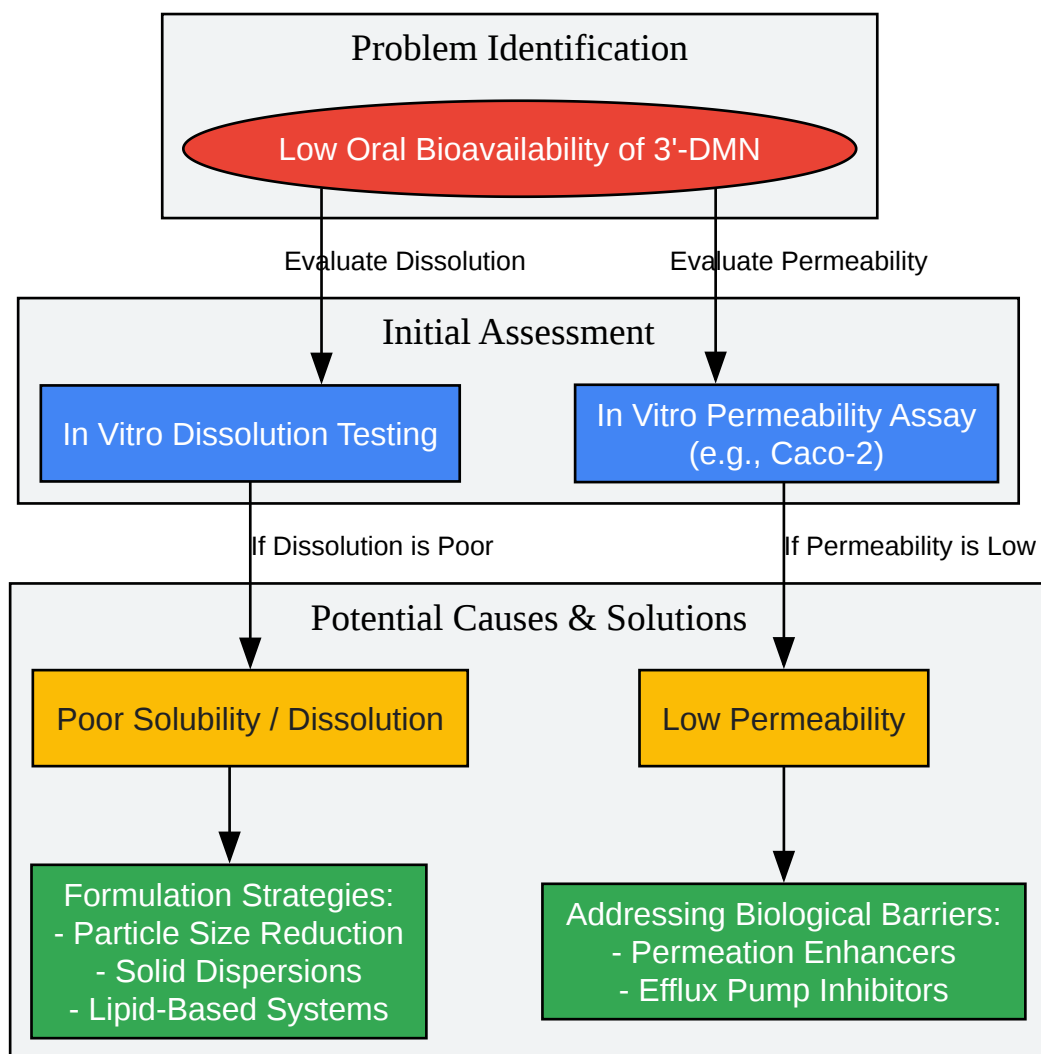 Problem Identification
Low Oral Bioavailability of 3'-DMN
Evaluate Dissolution
Evaluate Permeability
Initial Assessment
In Vitro Dissolution Testing
In Vitro Permeability Assay
(e.g., Caco-2)
If Dissolution is Poor
If Permeability is Low
Potential Causes & Solutions
Poor Solubility / Dissolution
Low Permeability
Formulation Strategies:
- Particle Size Reduction
- Solid Dispersions
- Lipid-Based Systems
Addressing Biological Barriers:
- Permeation Enhancers
- Efflux Pump Inhibitors